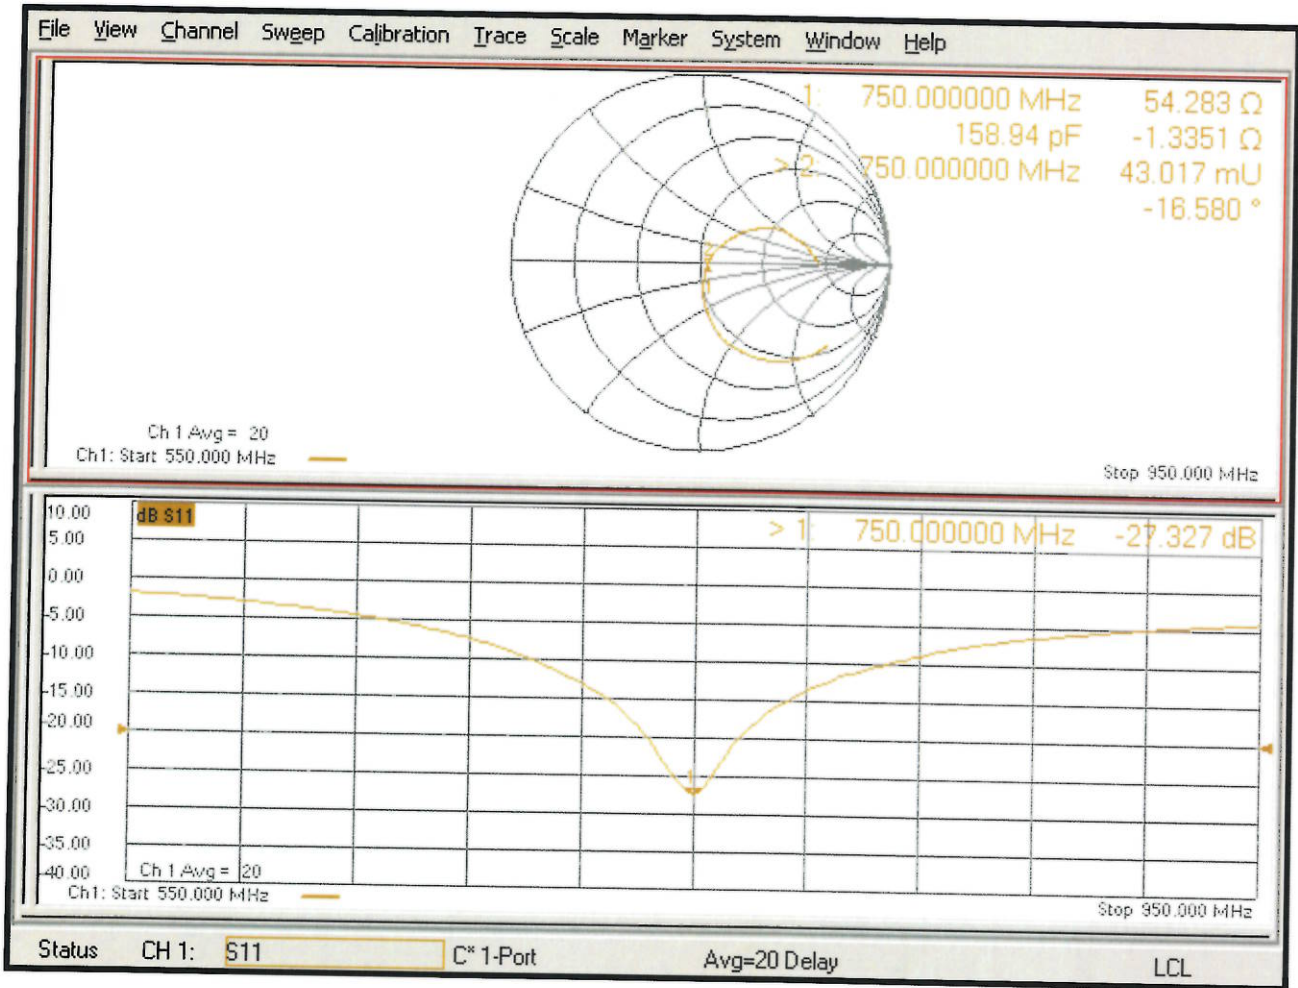 File View Channel Sweep Calibration Trace Scale Marker System Window Help
1: 750.000000 MHz 54.283 Ω
158.94 pF -1.3351 Ω
> 2: 750.000000 MHz 43.017 mU
-16.580 °
Ch 1 Avg = 20
Ch1: Start 550.000 MHz
Stop 950.000 MHz
10.00
dB S11
> 1: 750.000000 MHz -27.327 dB
5.00
0.00
-5.00
-10.00
-15.00
-20.00
-25.00
1
-30.00
-35.00
-40.00
Ch 1 Avg = 20
Ch1: Start 550.000 MHz
Stop 950.000 MHz
Status CH 1: S11 C* 1-Port Avg=20 Delay LCL